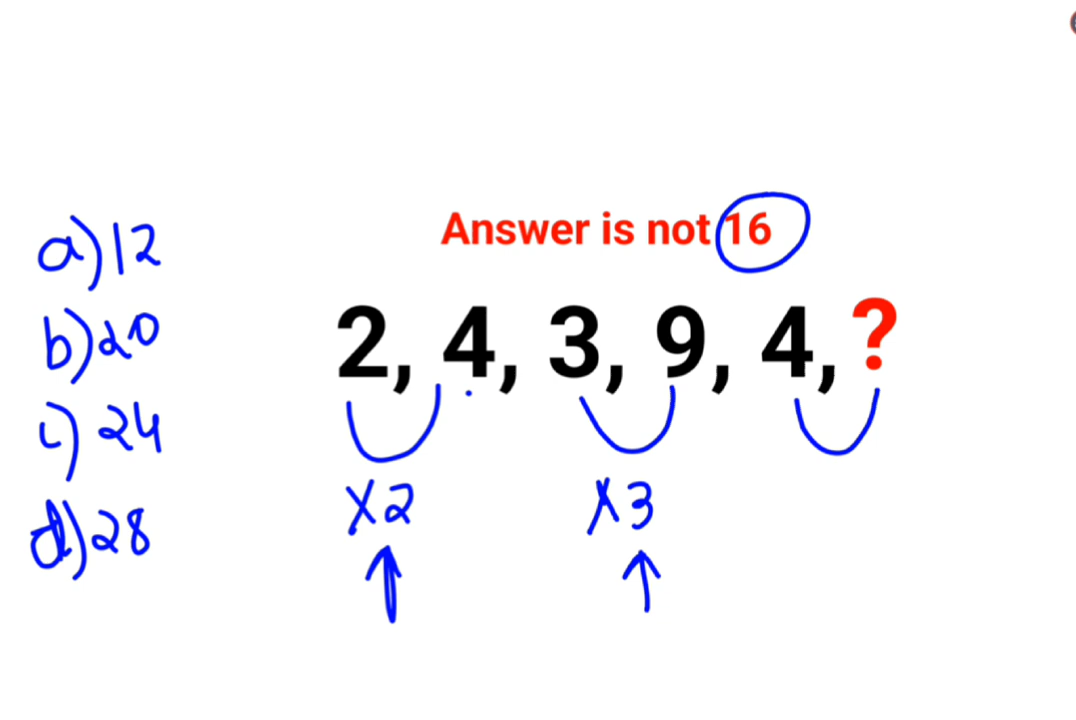 Answer is not 16
a) 12
2, 4, 3, 9, 4, ?
b) 20
c) 24
x2 x3
d) 28